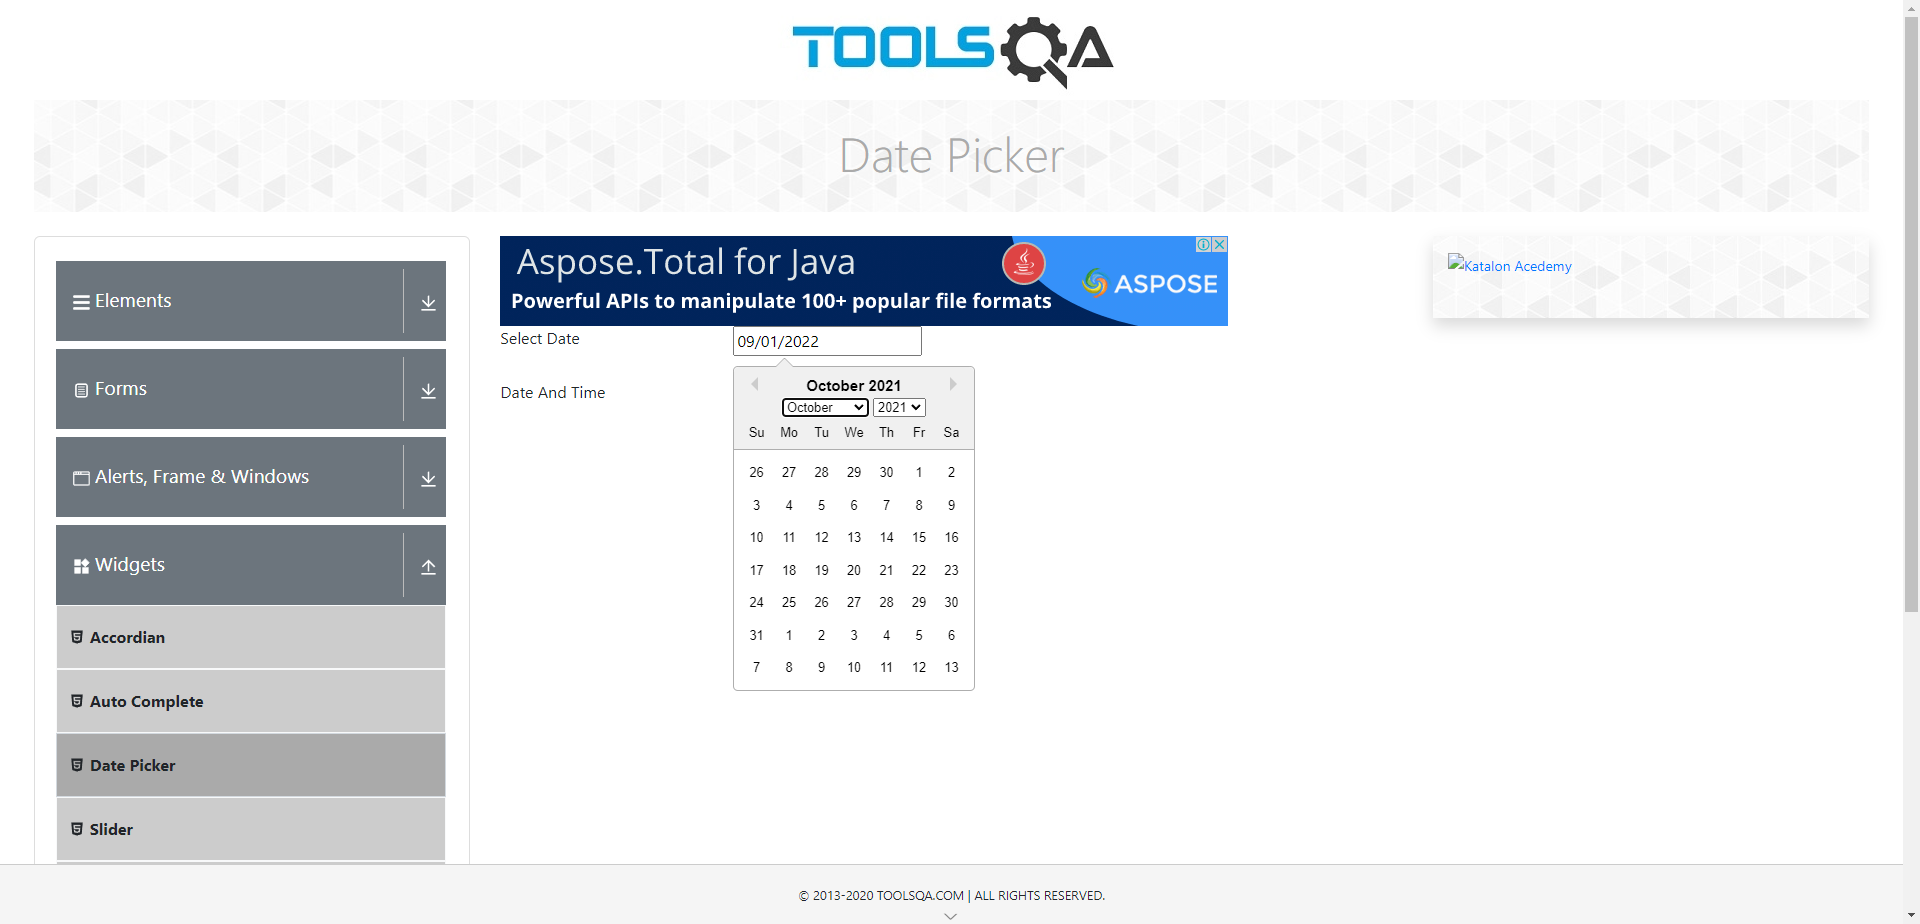 TOOLSQA
Date Picker
Elements
Forms
Alerts, Frame & Windows
Widgets
Accordian
Auto Complete
Date Picker
Slider
Aspose.Total for Java
Powerful APIs to manipulate 100+ popular file formats
ASPOSE
Select Date
09/01/2022
Date And Time
October 2021
October 2021
Su Mo Tu We Th Fr Sa
26 27 28 29 30 1 2
3 4 5 6 7 8 9
10 11 12 13 14 15 16
17 18 19 20 21 22 23
24 25 26 27 28 29 30
31 1 2 3 4 5 6
7 8 9 10 11 12 13
Katalon Acedemy
© 2013-2020 TOOLSQA.COM | ALL RIGHTS RESERVED.